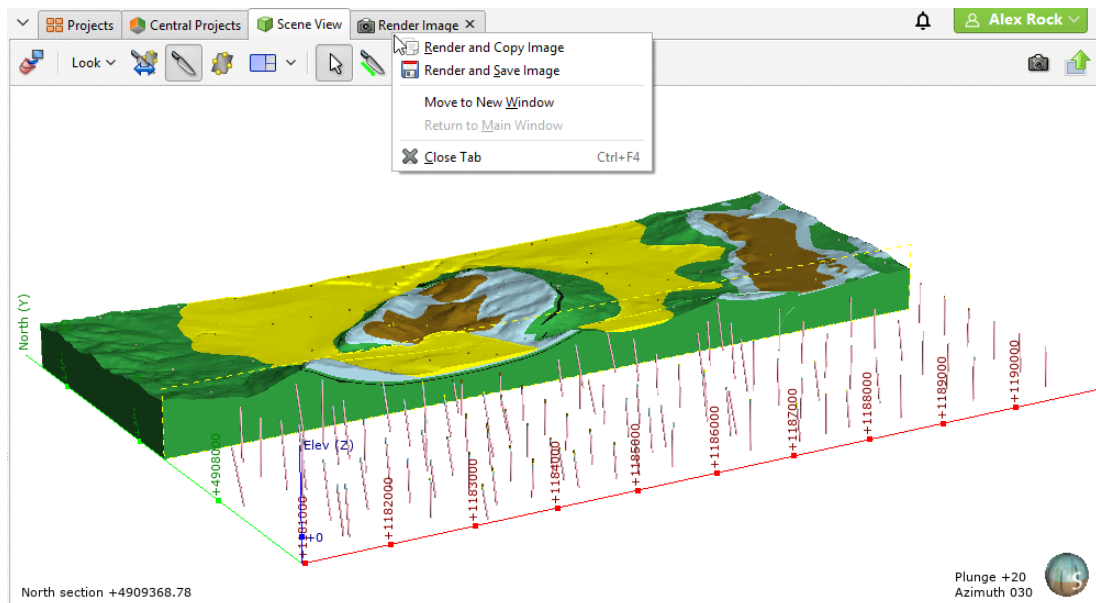 Projects Central Projects Scene View Render Image × Alex Rock
Look
Render and Copy Image
Render and Save Image
Move to New Window
Return to Main Window
Close Tab Ctrl+F4
North (Y)
+4908000
Elev (Z)
+0
+1181000
+1182000
+1183000
+1184000
+1185000
+1186000
+1187000
+1188000
+1189000
+1190000
North section +4909368.78
Plunge +20
Azimuth 030
S